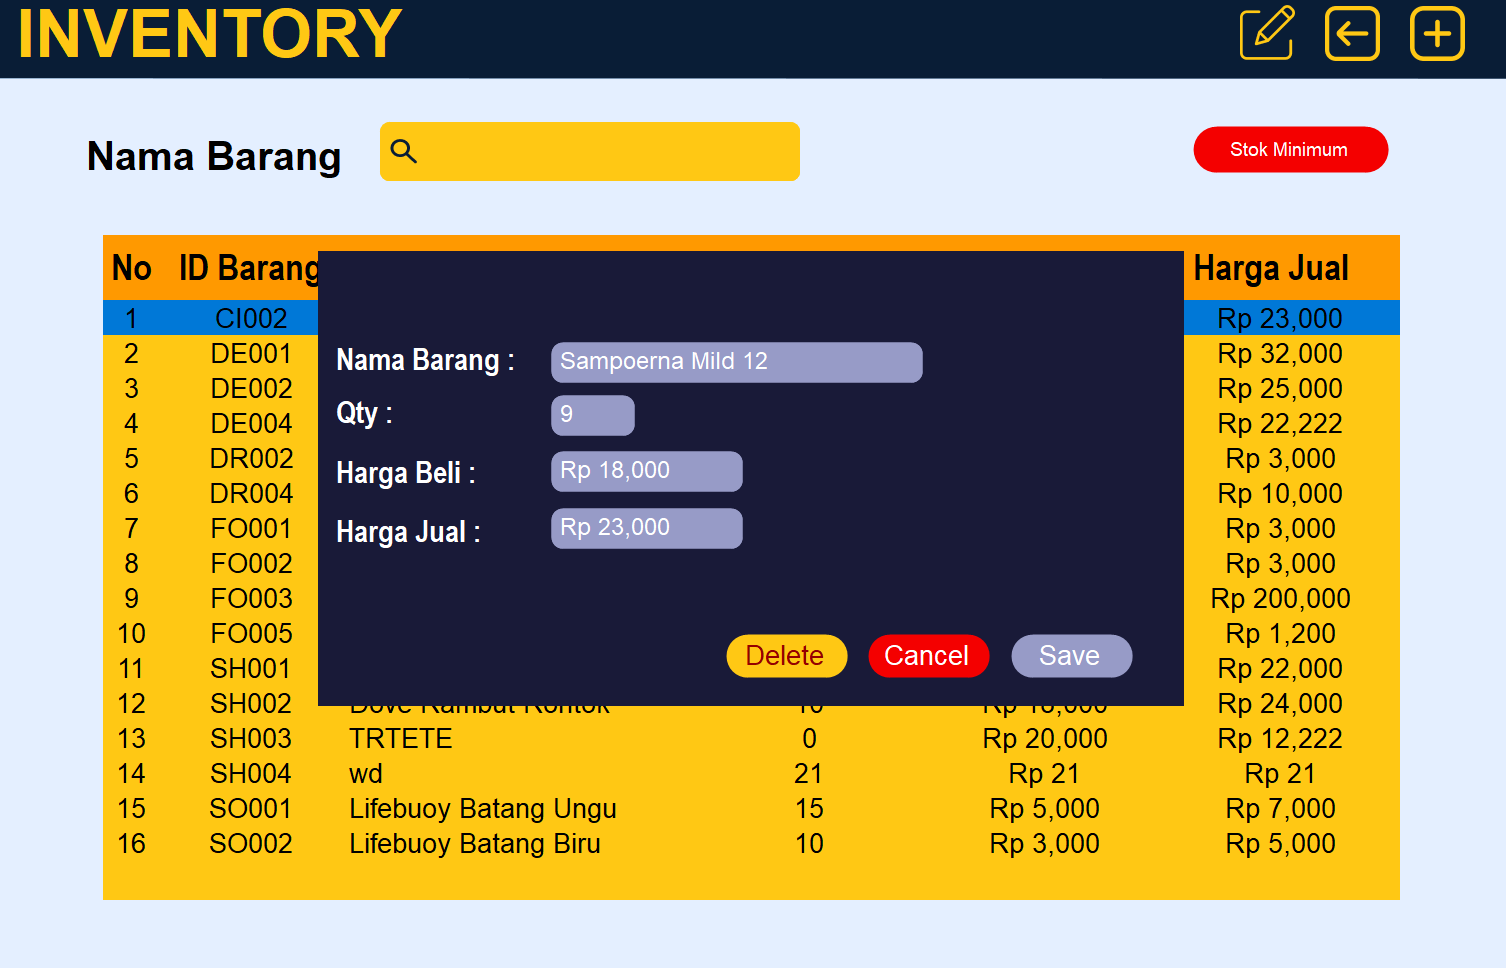 INVENTORY
Nama Barang
Stok Minimum
No ID Barang Harga Jual
1 CI002 Rp 23,000
2 DE001 Rp 32,000
3 DE002 Rp 25,000
4 DE004 Rp 22,222
5 DR002 Rp 3,000
6 DR004 Rp 10,000
7 FO001 Rp 3,000
8 FO002 Rp 3,000
9 FO003 Rp 200,000
10 FO005 Rp 1,200
11 SH001 Rp 22,000
12 SH002 Dove Rambut Rontok Rp 24,000
13 SH003 TRTETE 0 Rp 20,000 Rp 12,222
14 SH004 wd 21 Rp 21 Rp 21
15 SO001 Lifebuoy Batang Ungu 15 Rp 5,000 Rp 7,000
16 SO002 Lifebuoy Batang Biru 10 Rp 3,000 Rp 5,000
Nama Barang : Sampoerna Mild 12
Qty : 9
Harga Beli : Rp 18,000
Harga Jual : Rp 23,000
Delete Cancel Save